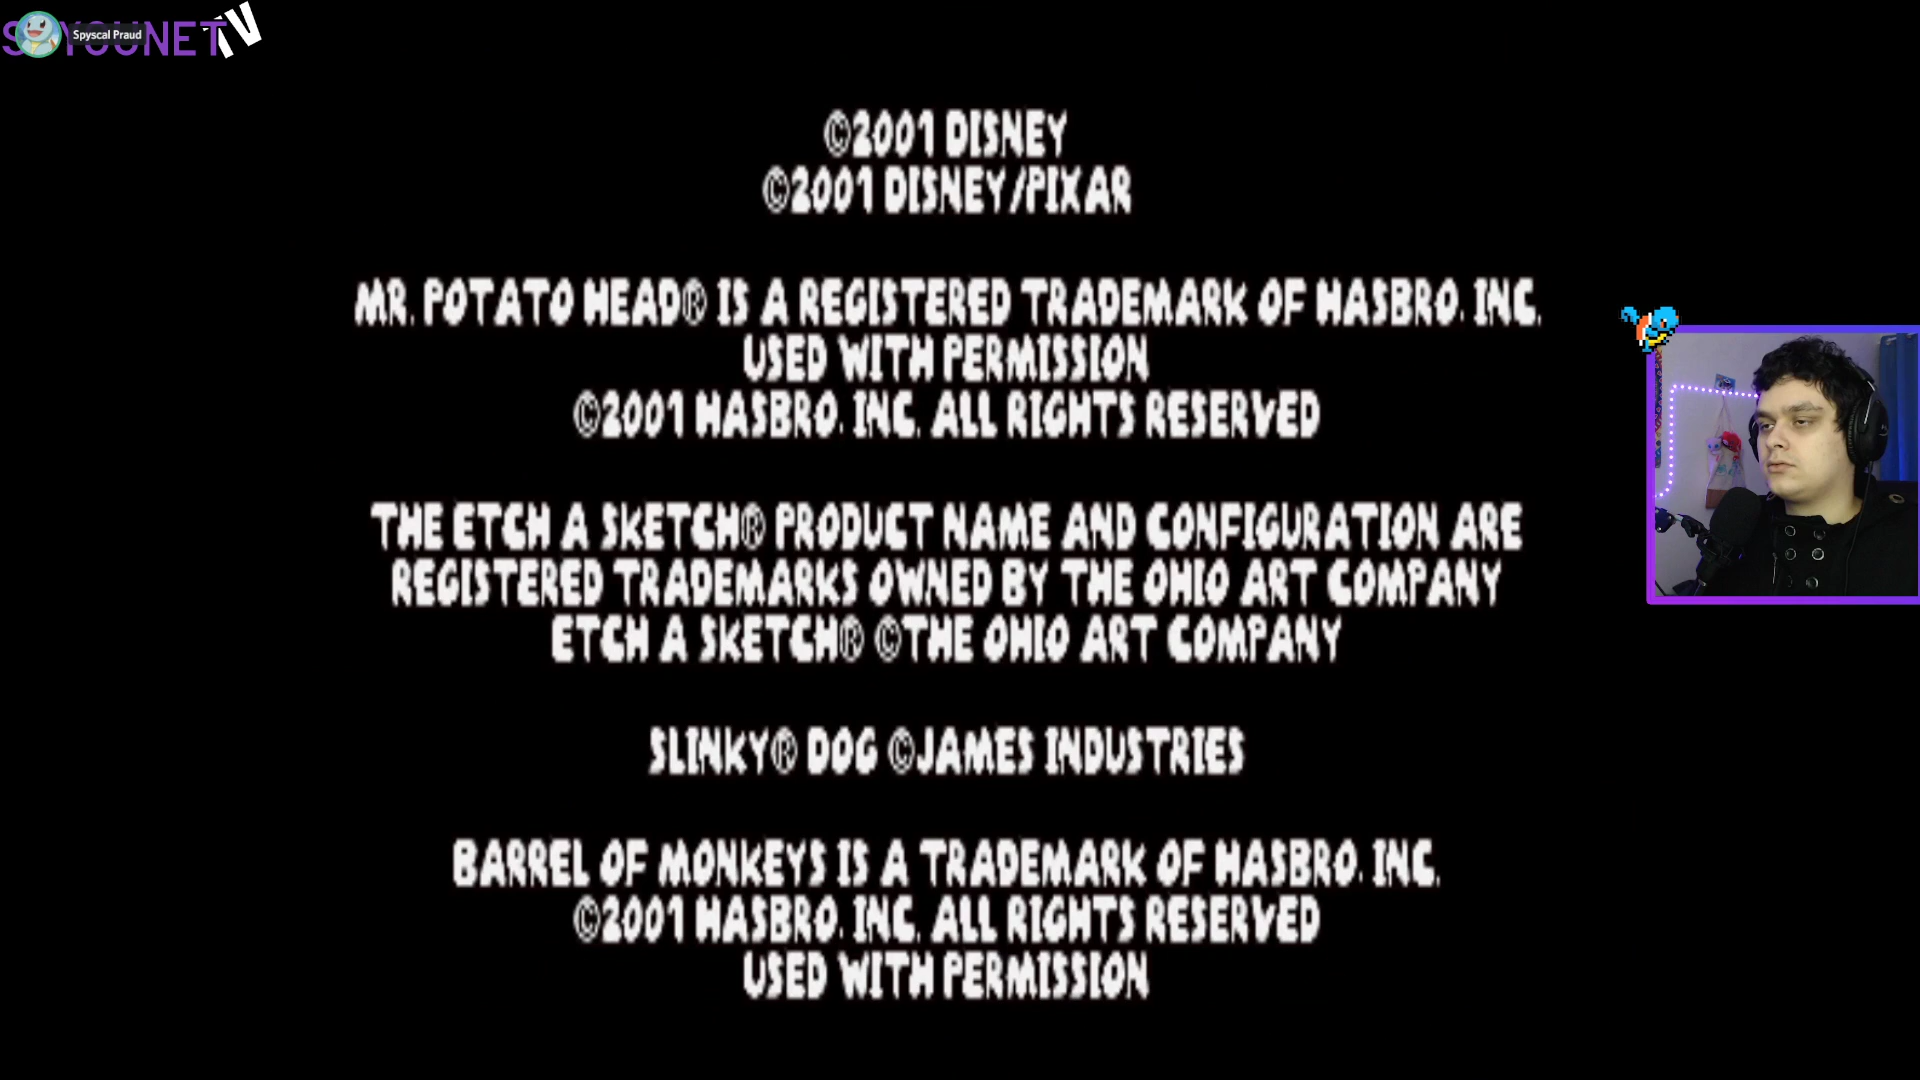 Spyscal Praud
TV
©2001 DISNEY
©2001 DISNEY/PIXAR
MR. POTATO HEAD® IS A REGISTERED TRADEMARK OF HASBRO, INC.
USED WITH PERMISSION
©2001 HASBRO, INC. ALL RIGHTS RESERVED
THE ETCH A SKETCH® PRODUCT NAME AND CONFIGURATION ARE
REGISTERED TRADEMARKS OWNED BY THE OHIO ART COMPANY
ETCH A SKETCH® ©THE OHIO ART COMPANY
SLINKY® DOG ©JAMES INDUSTRIES
BARREL OF MONKEYS IS A TRADEMARK OF HASBRO, INC.
©2001 HASBRO, INC. ALL RIGHTS RESERVED
USED WITH PERMISSION